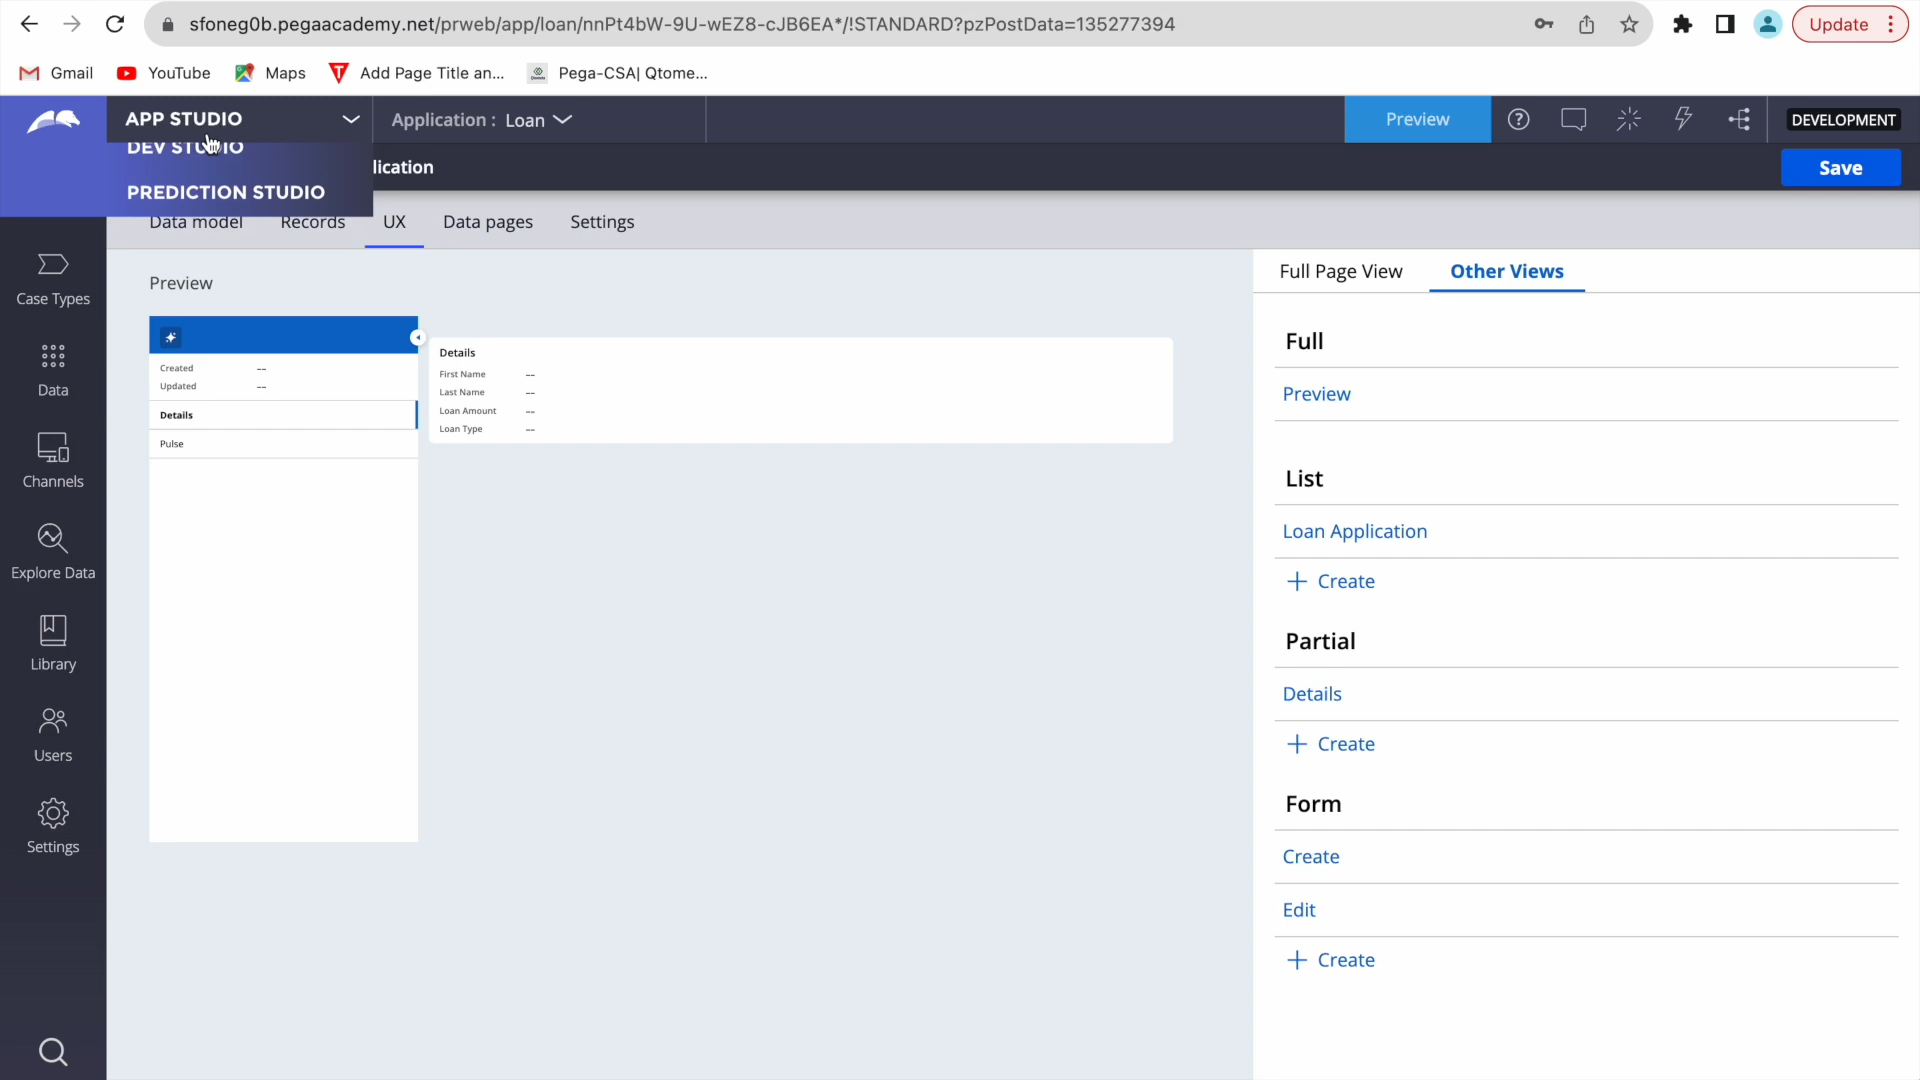 sfoneg0b.pegaacademy.net/prweb/app/loan/nnPt4bW-9U-wEZ8-cJB6EA*/!STANDARD?pzPostData=135277394
Update
Gmail
YouTube
Maps
Add Page Title an...
Pega-CSA| Qtome...
APP STUDIO
Application : Loan
Preview
DEVELOPMENT
DEV STUDIO
lication
Save
PREDICTION STUDIO
Data model
Records
UX
Data pages
Settings
Case Types
Data
Channels
Explore Data
Library
Users
Settings
Preview
Created --
Updated --
Details
Pulse
Details
First Name --
Last Name --
Loan Amount --
Loan Type --
Full Page View
Other Views
Full
Preview
List
Loan Application
+ Create
Partial
Details
+ Create
Form
Create
Edit
+ Create